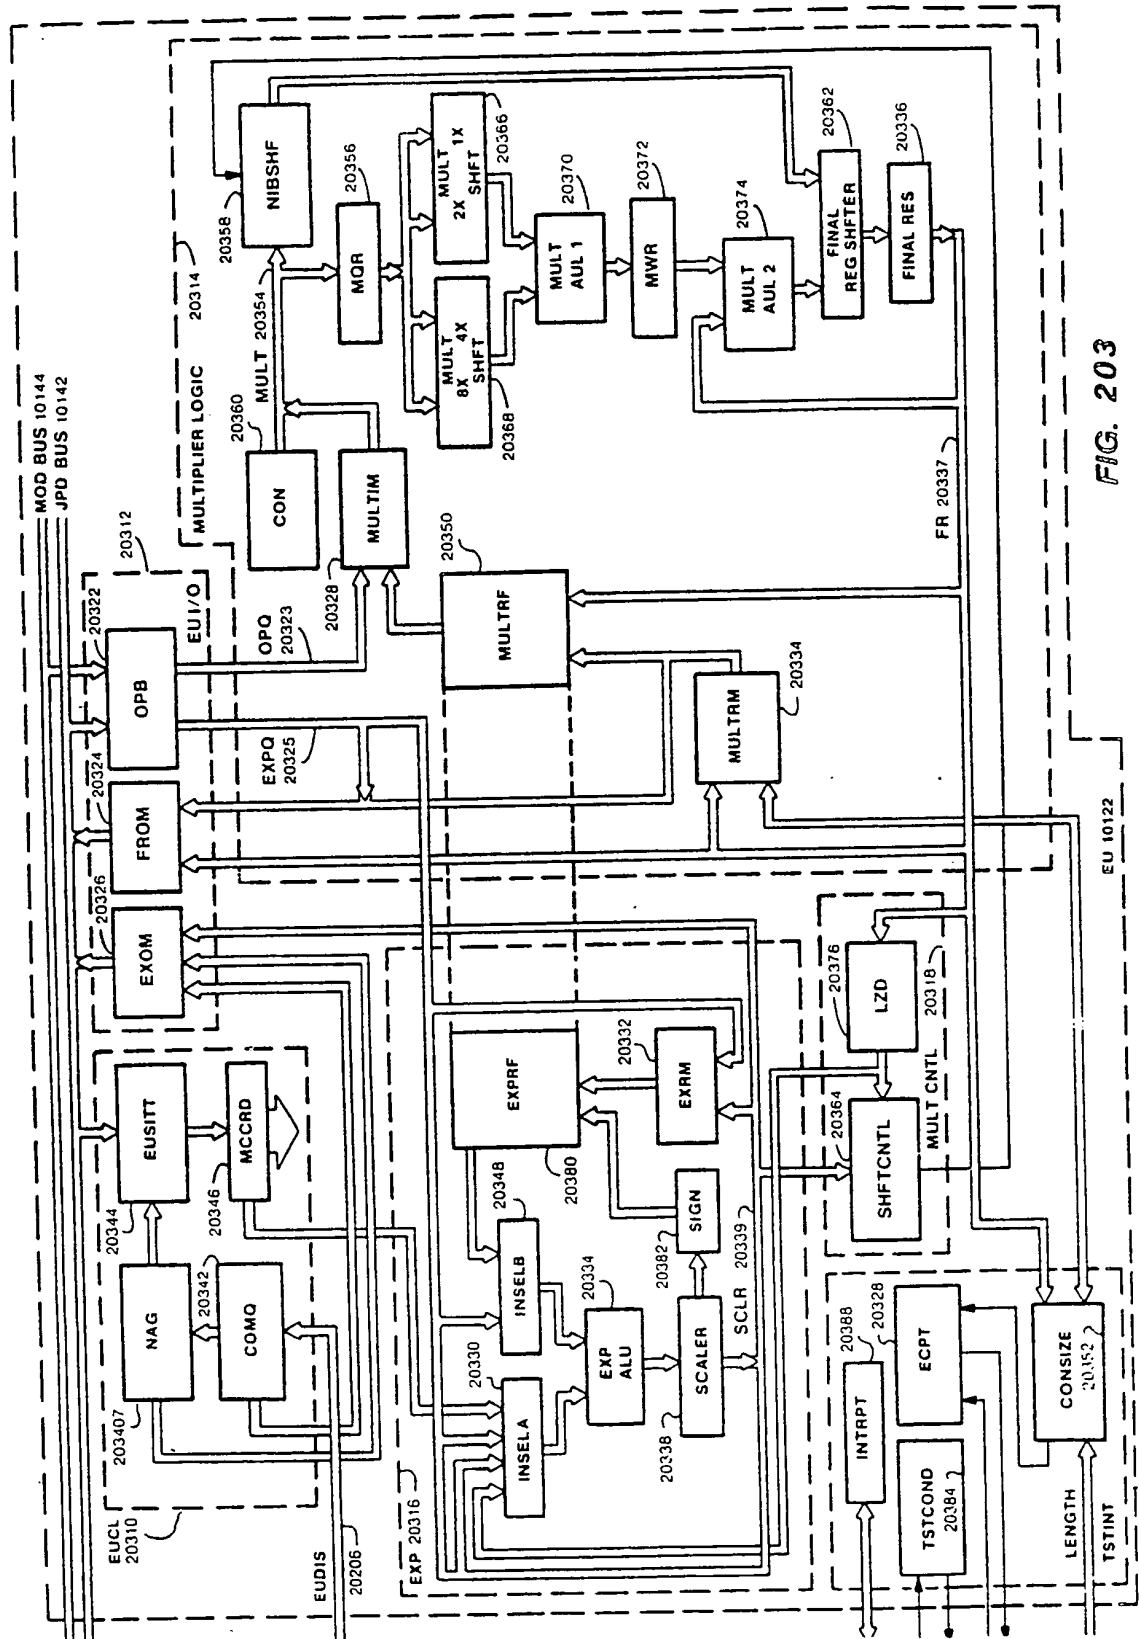 MOD BUS 10144
JPD BUS 10142
20312
20322
EU I/O
OPB
20324
FROM
20326
EXOM
OPQ
20323
EXPQ
20325
20314
MULTIPLIER LOGIC
20358
NIBSHF
MULT 20354
20360
CON
20328
MULTIM
20356
MQR
MULT
2X 1X
SHFT
20366
MULT
8X 4X
SHFT
20368
MULT
AUL 1
20370
MWR
20372
MULT
AUL 2
20374
FINAL
REG SHFTER
20362
FINAL RES
20336
FR 20337
20350
MULTRF
MULTRM
20334
EUSITT
20344
MCCRD
20346
NAG
203407
COMQ
20342
EUCL
20310
EUDIS
20206
EXP 20316
EXPRF
20380
20332
EXRM
20348
INSELB
20330
INSELA
20334
EXP
ALU
20382
SIGN
20338
SCALER
SCLR 20339
20376
LZD
20318
MULT CNTL
20364
SHFTCNTL
20388
INTRPT
20328
ECPT
TSTCOND
20384
CONSIZE
20352
LENGTH
TSTINT
EU 10122
FIG. 203